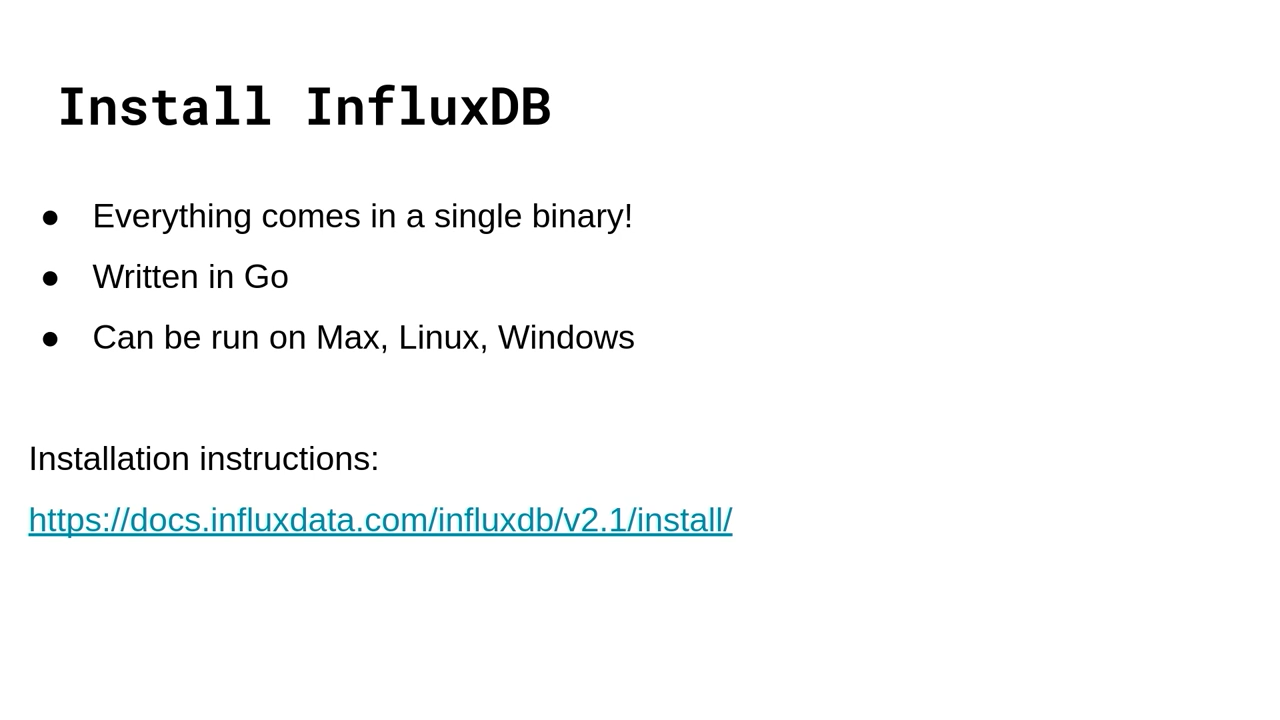 Install InfluxDB
● Everything comes in a single binary!
● Written in Go
● Can be run on Max, Linux, Windows
Installation instructions:
https://docs.influxdata.com/influxdb/v2.1/install/